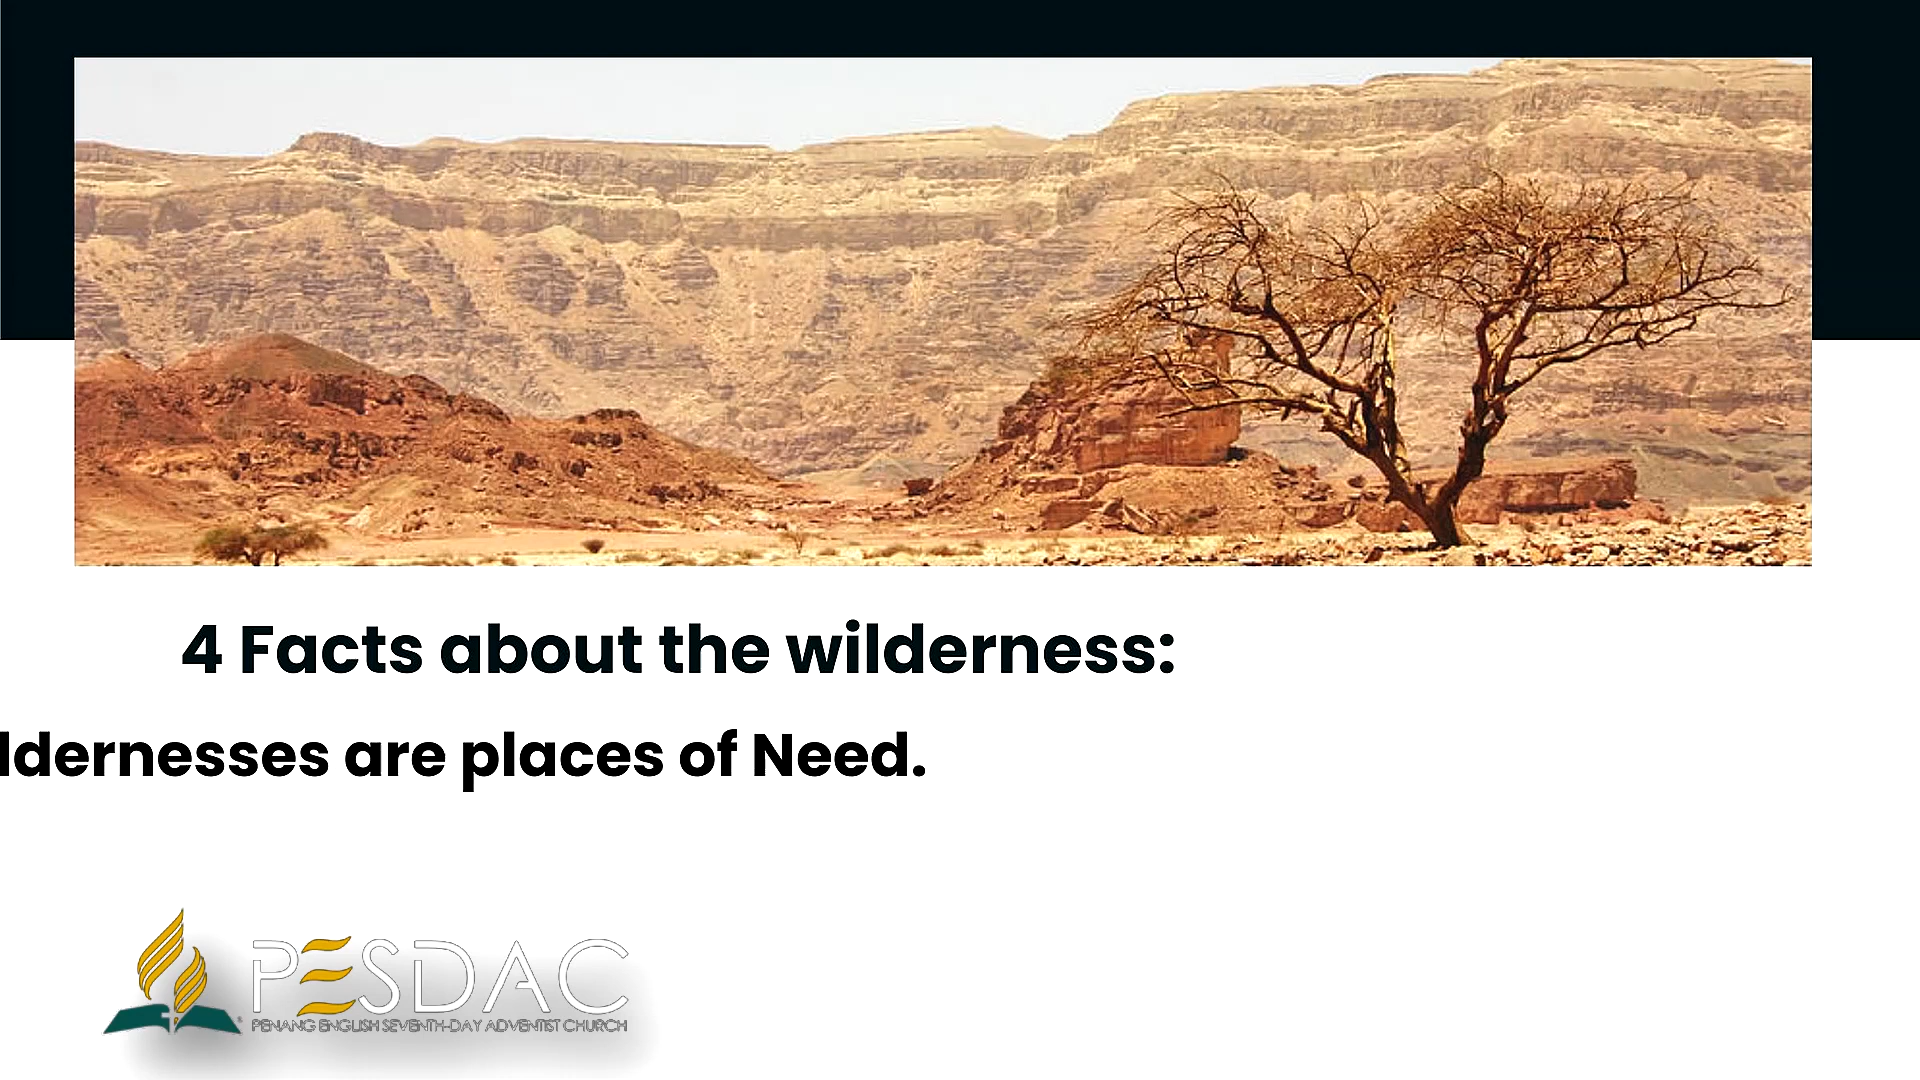 4 Facts about the wilderness:
ldernesses are places of Need.
PESDAC
PENANG ENGLISH SEVENTH-DAY ADVENTIST CHURCH